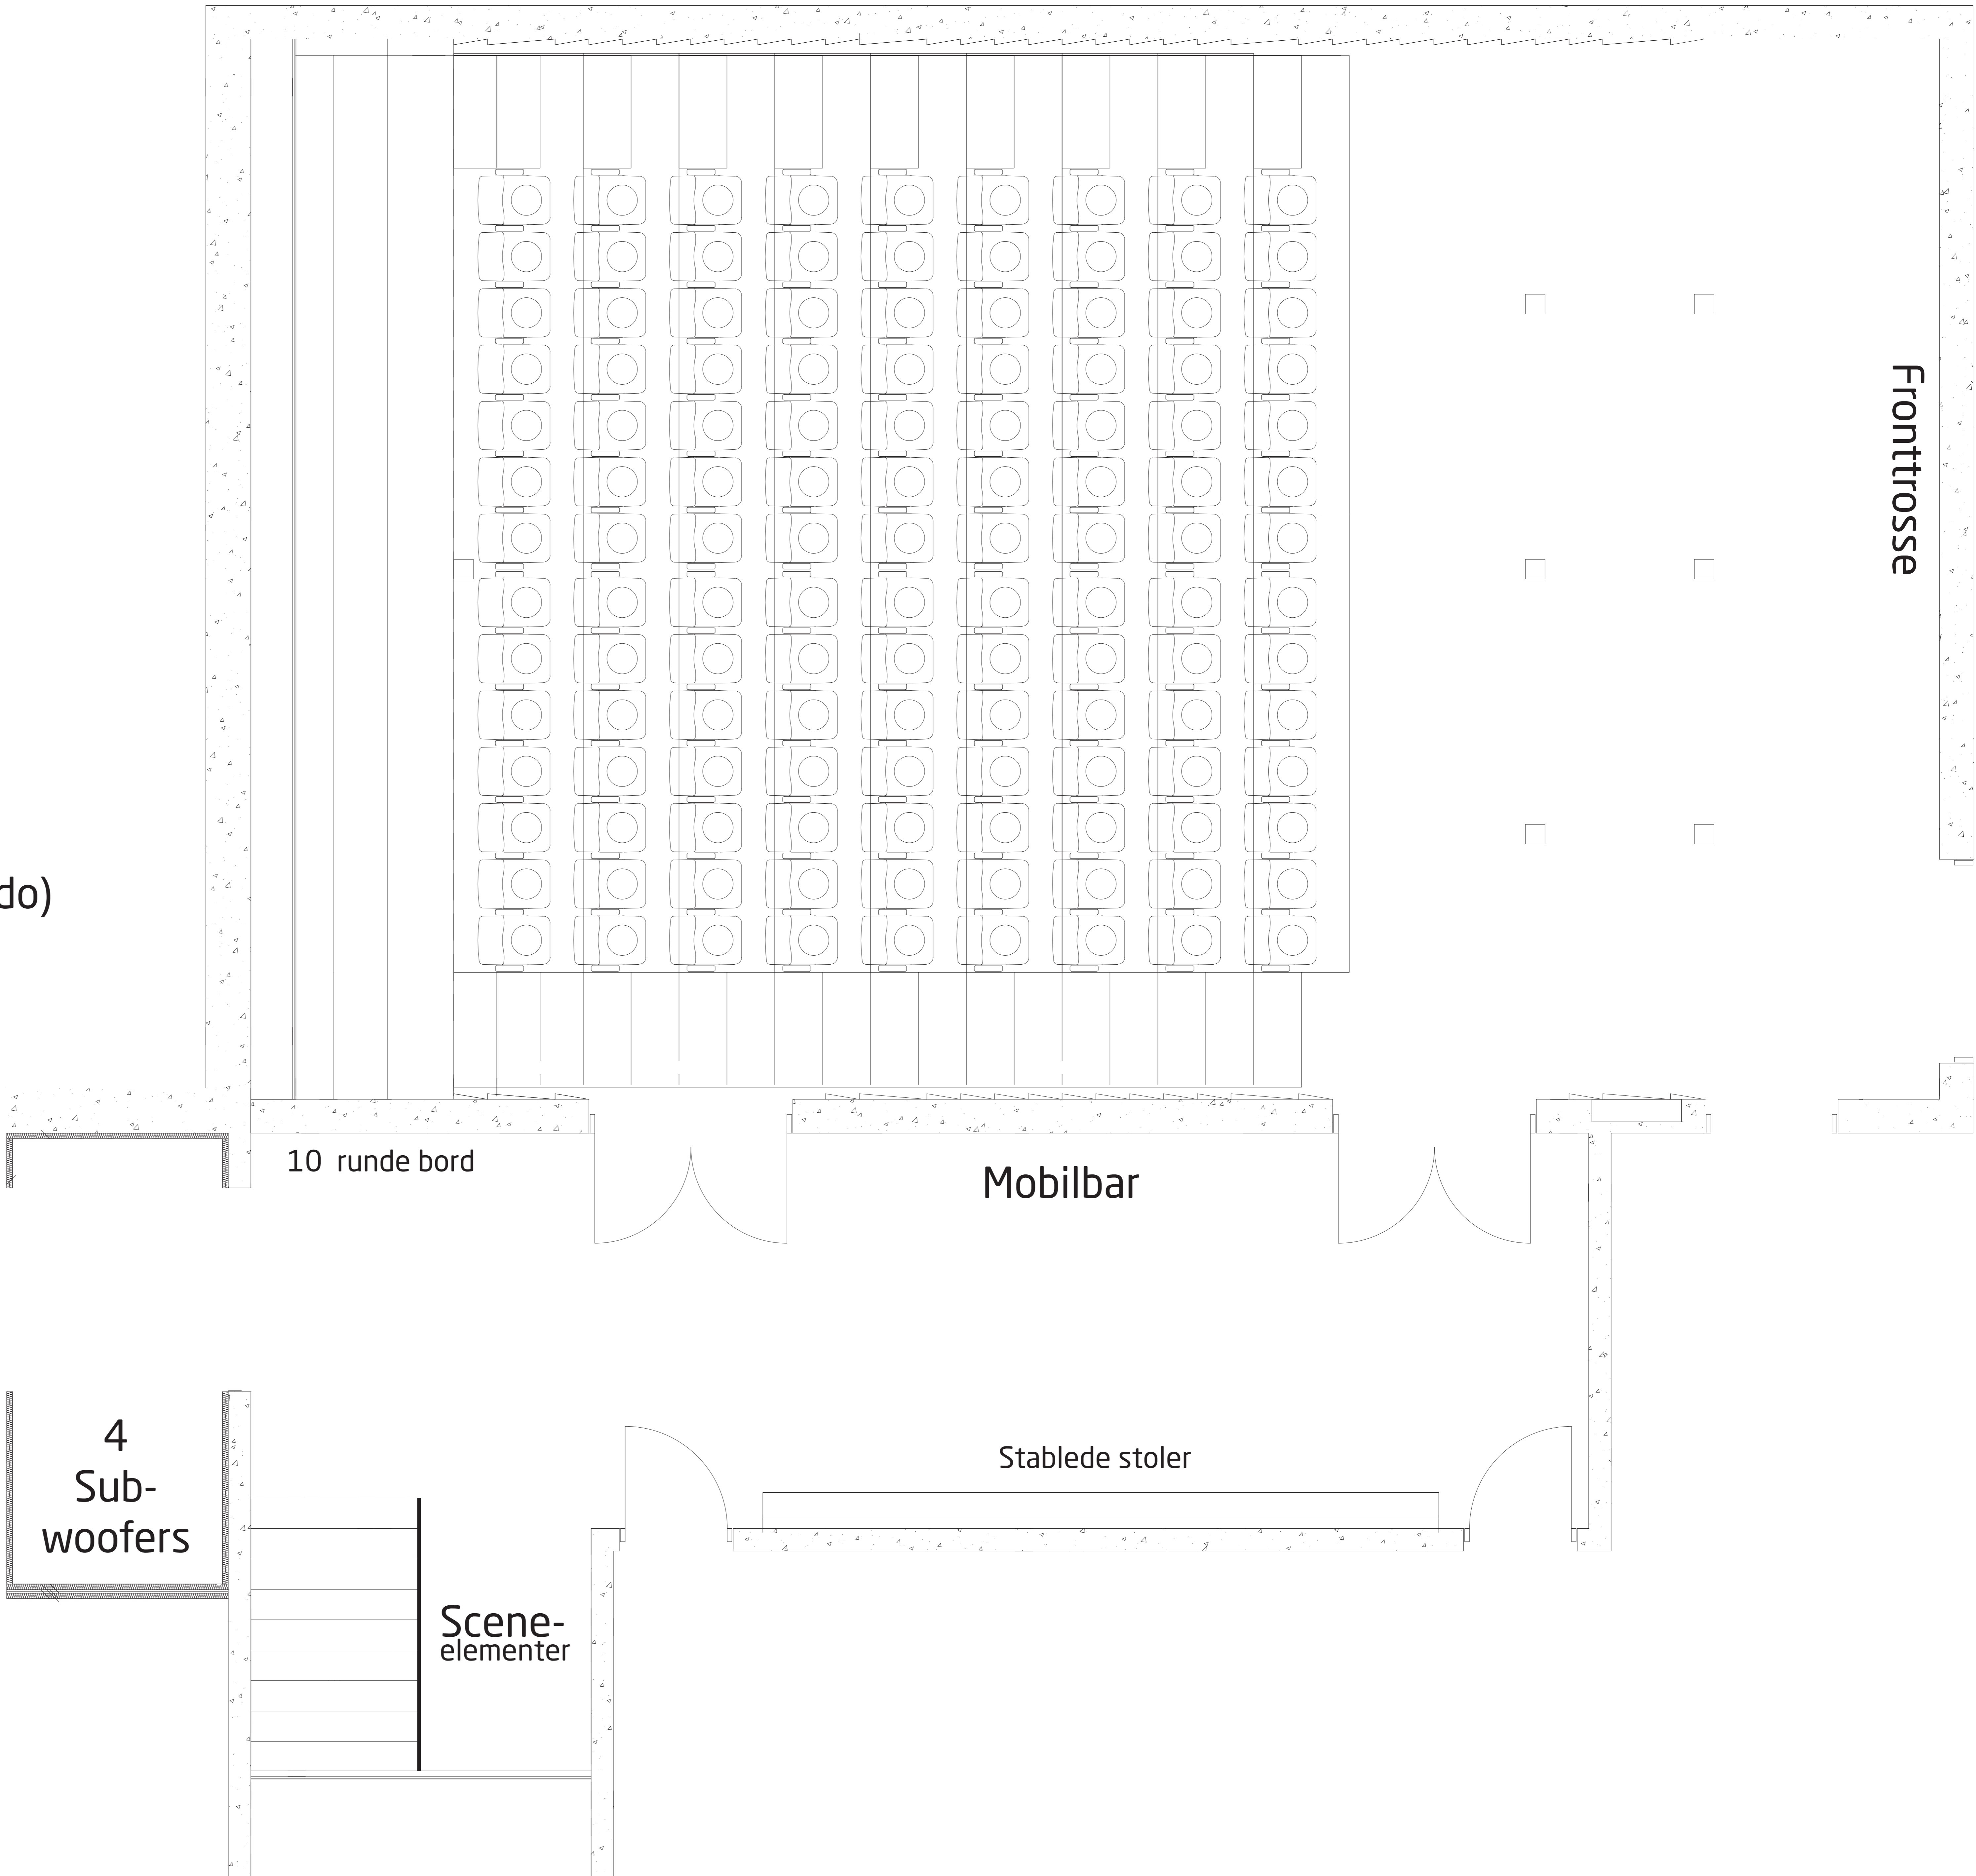 Fronttrosse
do)
10 runde bord
Mobilbar
Stablede stoler
4
Sub-
woofers
Scene-
elementer